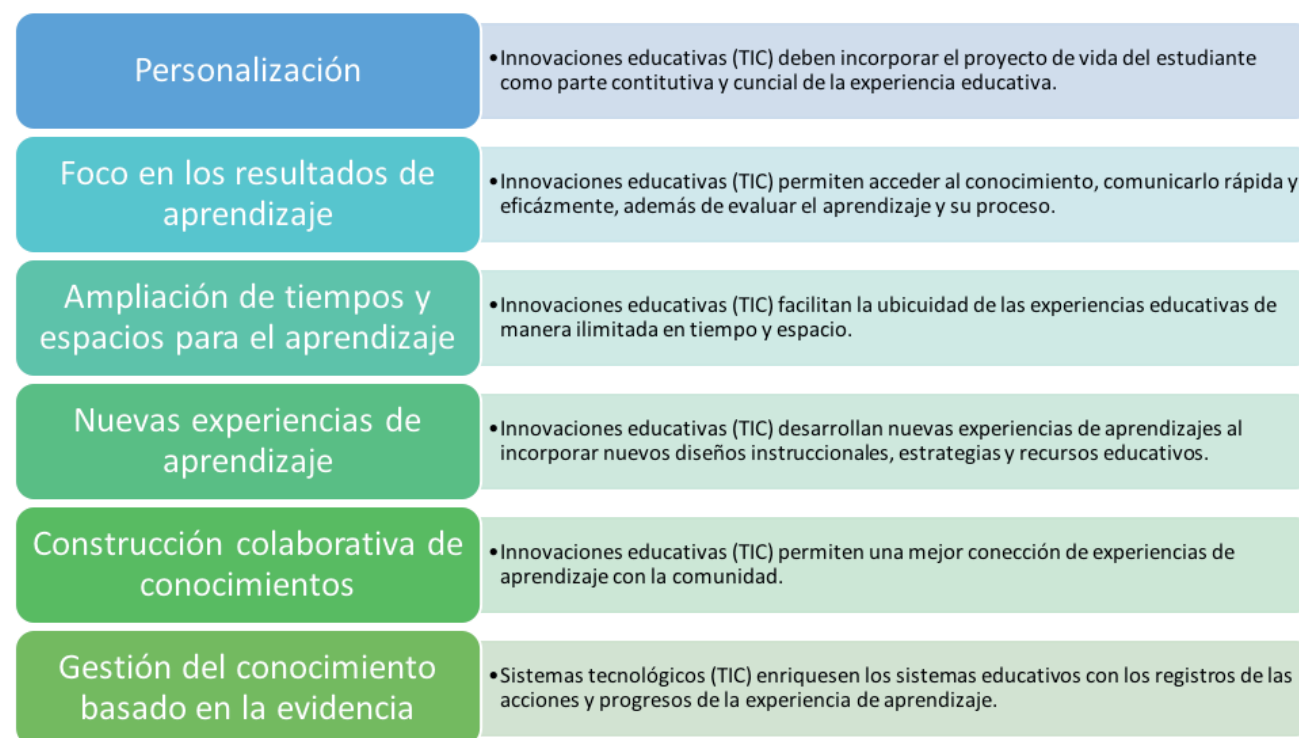 Personalización
•Innovaciones educativas (TIC) deben incorporar el proyecto de vida del estudiante
como parte contitutiva y cuncial de la experiencia educativa.
Foco en los resultados de
aprendizaje
•Innovaciones educativas (TIC) permiten acceder al conocimiento, comunicarlo rápida y
eficázmente, además de evaluar el aprendizaje y su proceso.
Ampliación de tiempos y
espacios para el aprendizaje
•Innovaciones educativas (TIC) facilitan la ubicuidad de las experiencias educativas de
manera ilimitada en tiempo y espacio.
Nuevas experiencias de
aprendizaje
•Innovaciones educativas (TIC) desarrollan nuevas experiencias de aprendizajes al
incorporar nuevos diseños instruccionales, estrategias y recursos educativos.
Construcción colaborativa de
conocimientos
•Innovaciones educativas (TIC) permiten una mejor conección de experiencias de
aprendizaje con la comunidad.
Gestión del conocimiento
basado en la evidencia
•Sistemas tecnológicos (TIC) enriquesen los sistemas educativos con los registros de las
acciones y progresos de la experiencia de aprendizaje.